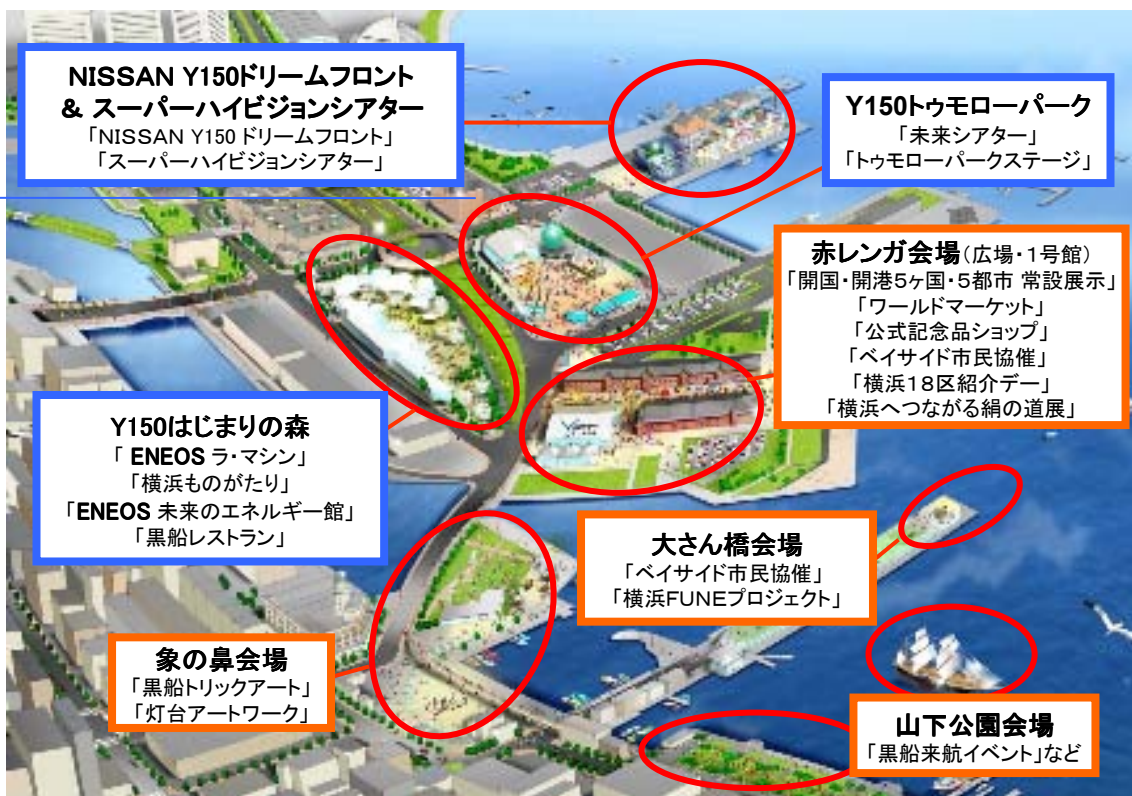 NISSAN Y150ドリームフロント
& スーパーハイビジョンシアター
「NISSAN Y150 ドリームフロント」
「スーパーハイビジョンシアター」
Y150トゥモローパーク
「未来シアター」
「トゥモローパークステージ」
赤レンガ会場(広場・1号館)
「開国・開港5ヶ国・5都市 常設展示」
「ワールドマーケット」
「公式記念品ショップ」
「ベイサイド市民協催」
「横浜18区紹介デー」
「横浜へつながる絹の道展」
Y150はじまりの森
「 ENEOS ラ・マシン」
「横浜ものがたり」
「ENEOS 未来のエネルギー館」
「黒船レストラン」
大さん橋会場
「ベイサイド市民協催」
「横浜FUNEプロジェクト」
象の鼻会場
「黒船トリックアート」
「灯台アートワーク」
山下公園会場
「黒船来航イベント」など